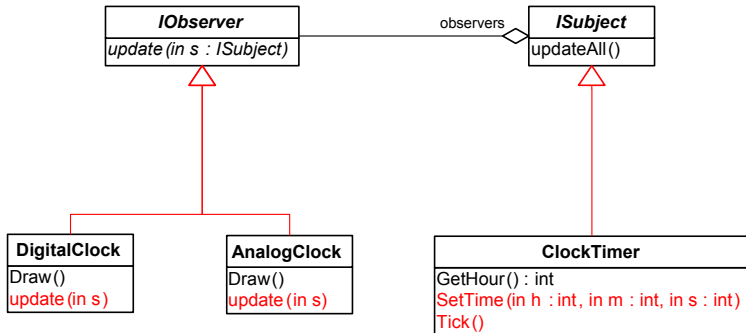 IObserver
update(in s : ISubject)
observers
ISubject
updateAll()
DigitalClock
Draw()
update(in s)
AnalogClock
Draw()
update(in s)
ClockTimer
GetHour() : int
SetTime(in h : int, in m : int, in s : int)
Tick()